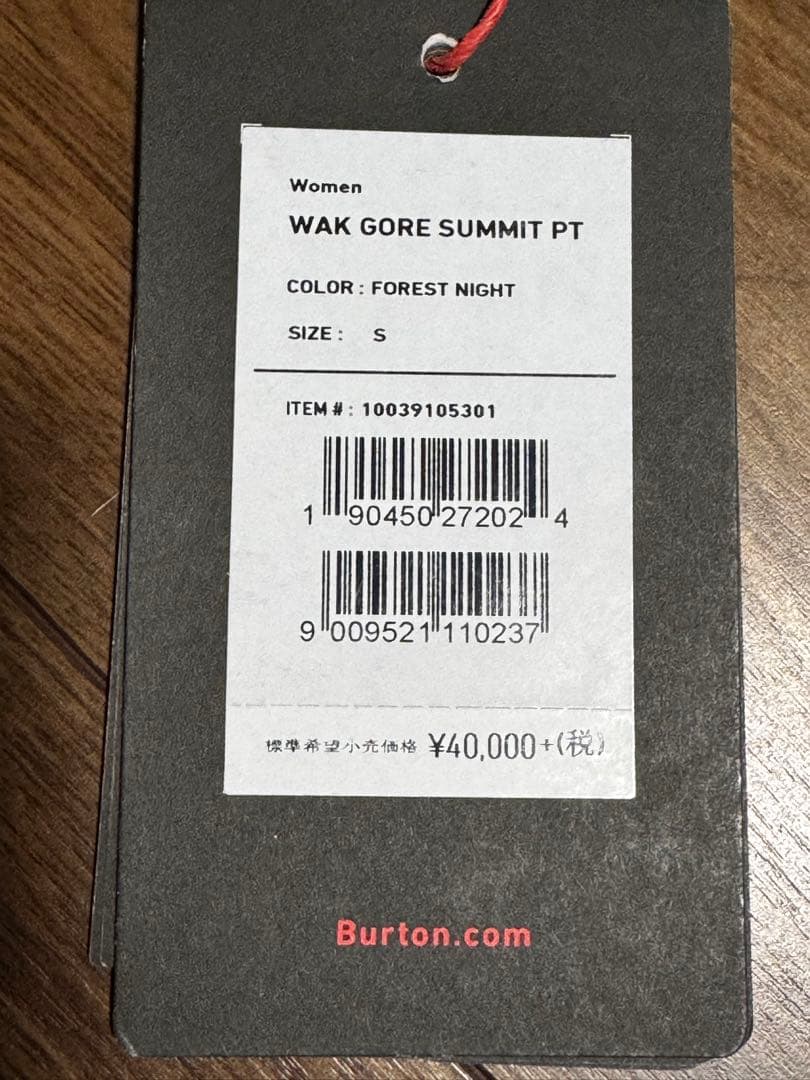 Women
WAK GORE SUMMIT PT
COLOR : FOREST NIGHT
SIZE : S
ITEM # : 10039105301
1 90450 27202 4
9 009521 110237
標準希望小売価格 ¥40,000+(税)
Burton.com